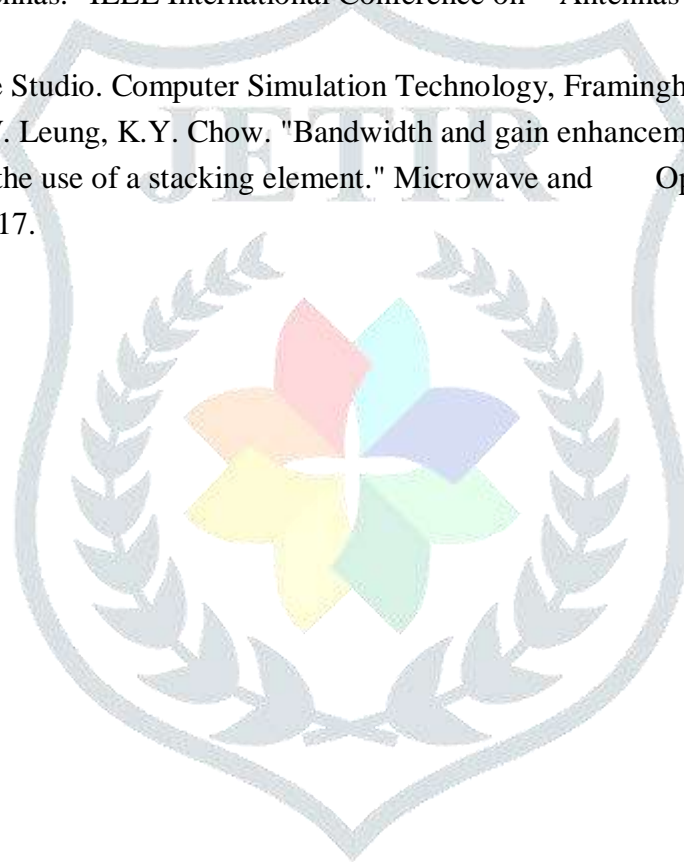 IEEE International Conference on Antennas
e Studio. Computer Simulation Technology, Framingh
Leung, K.Y. Chow. "Bandwidth and gain enhancem
the use of a stacking element." Microwave and Op
17.
JETIR